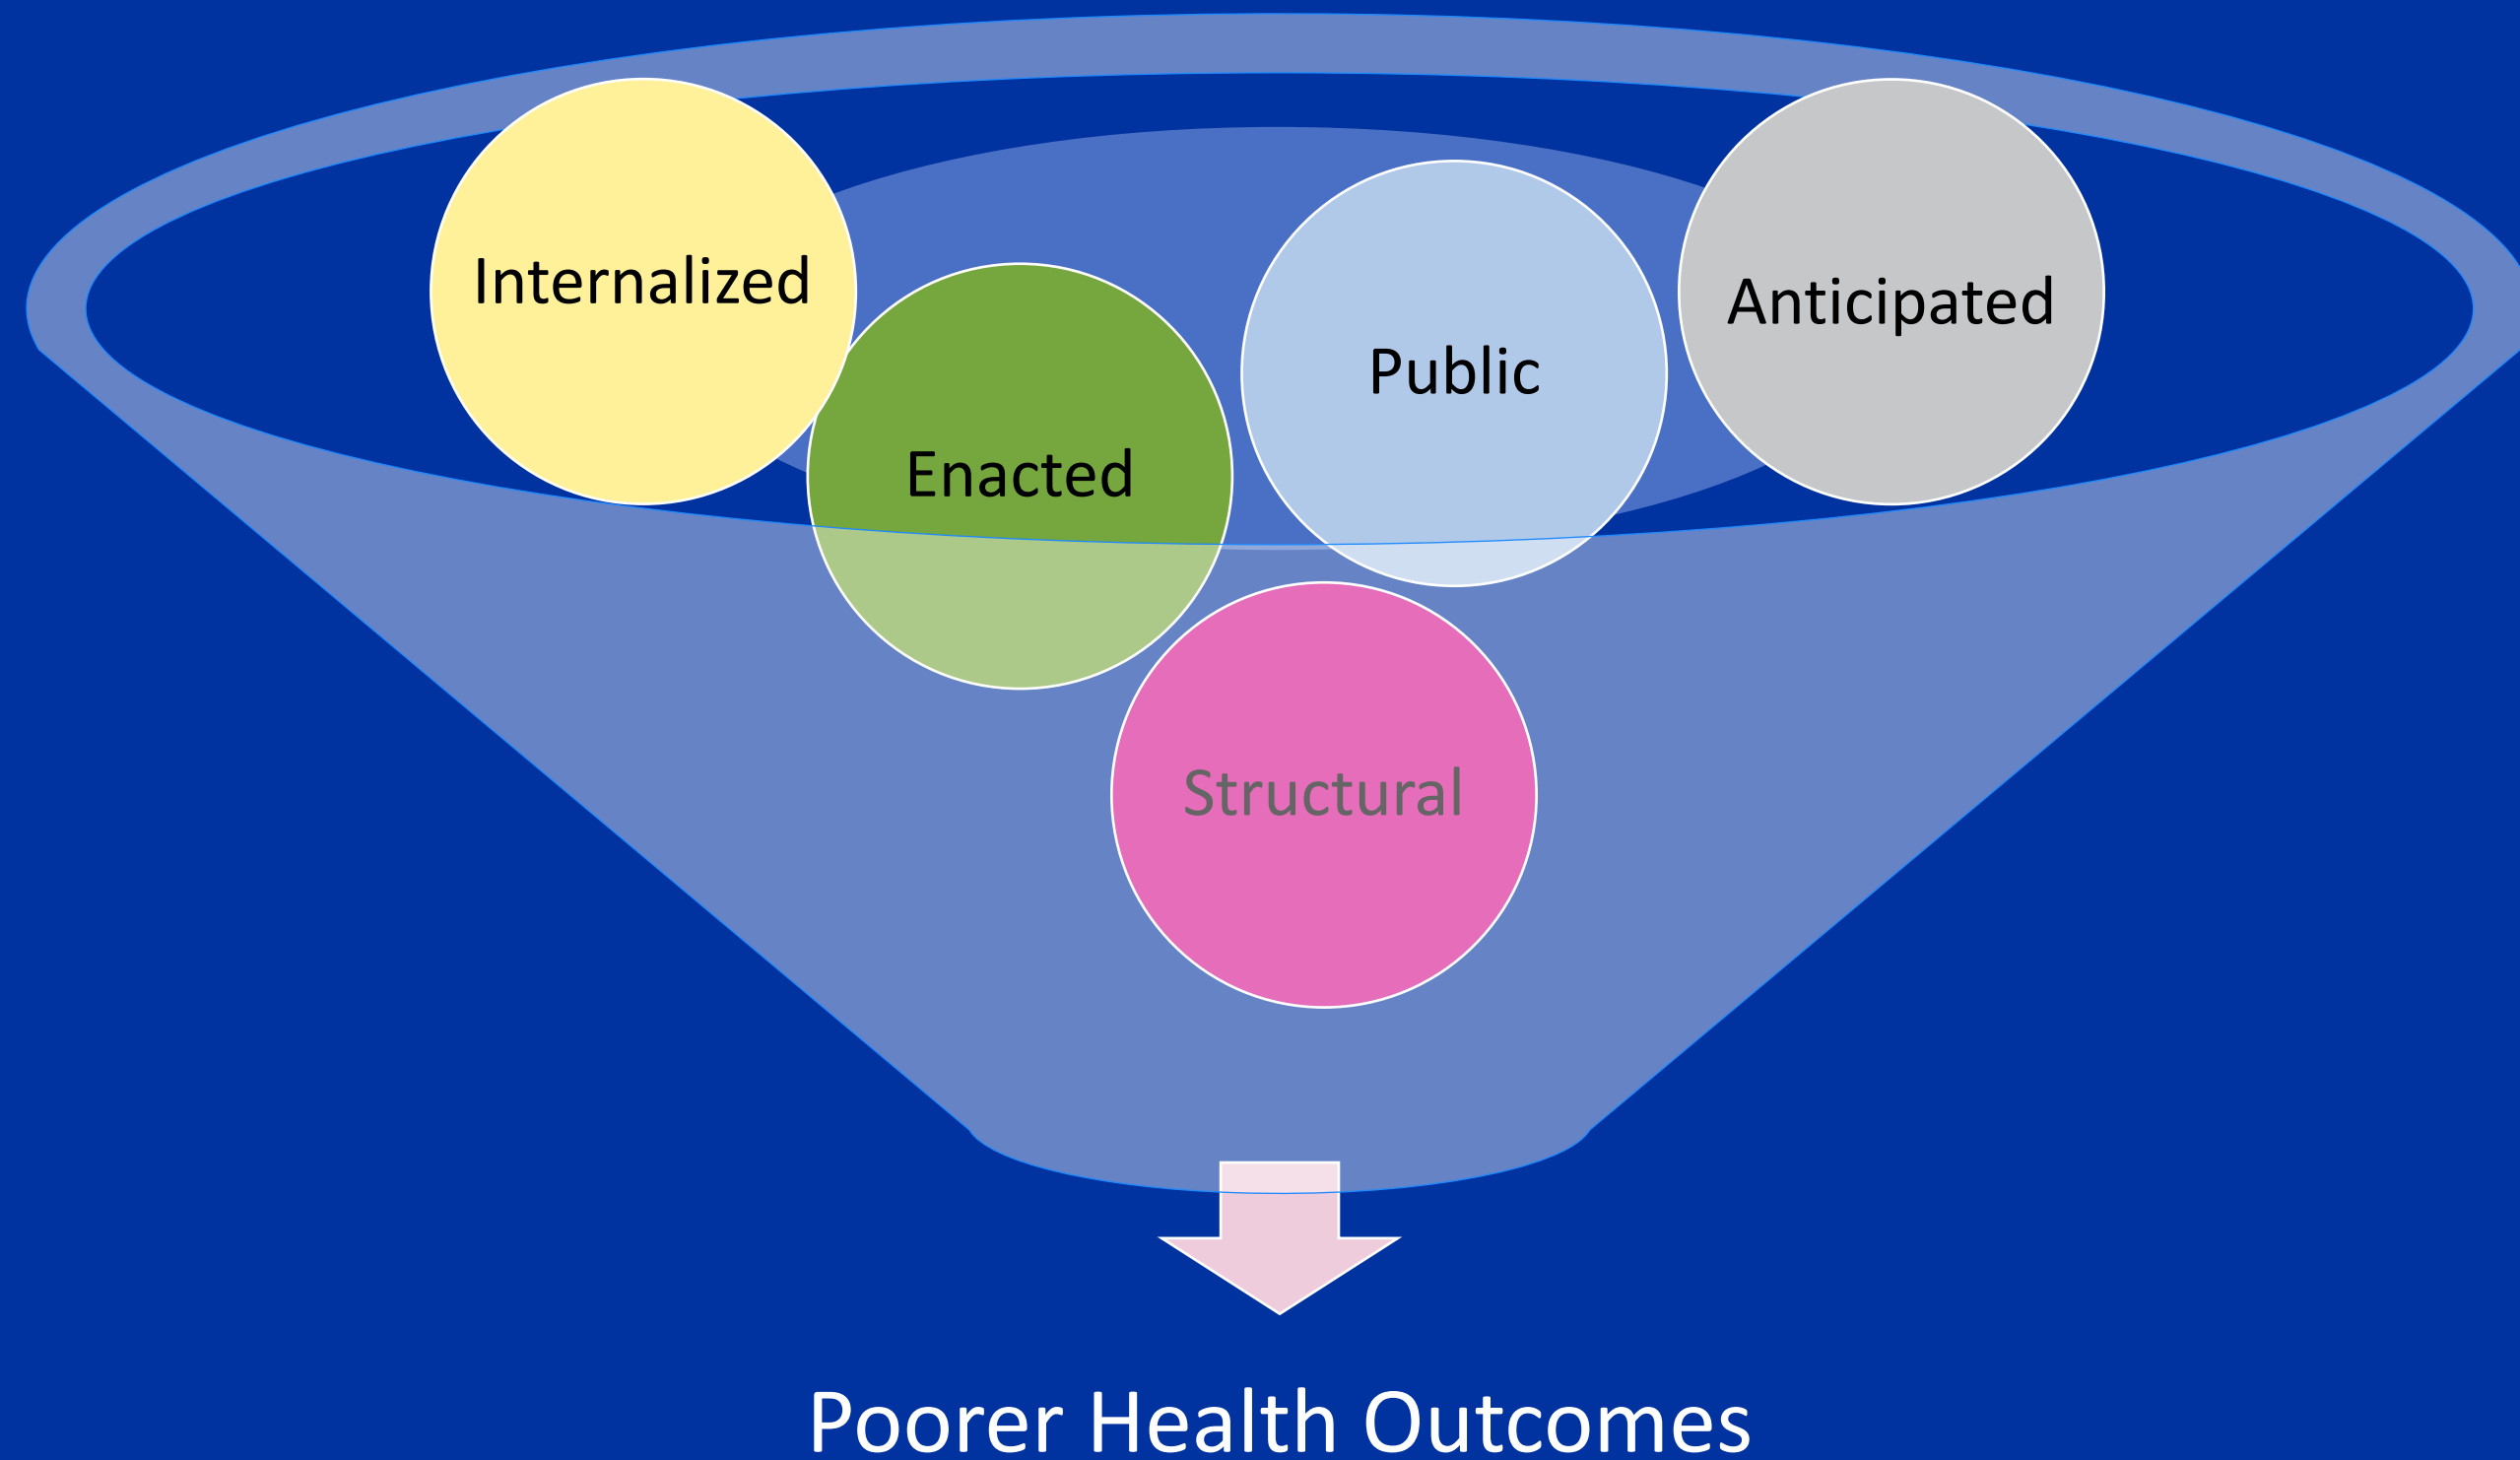 Internalized
Anticipated
Public
Enacted
Structural
Poorer Health Outcomes